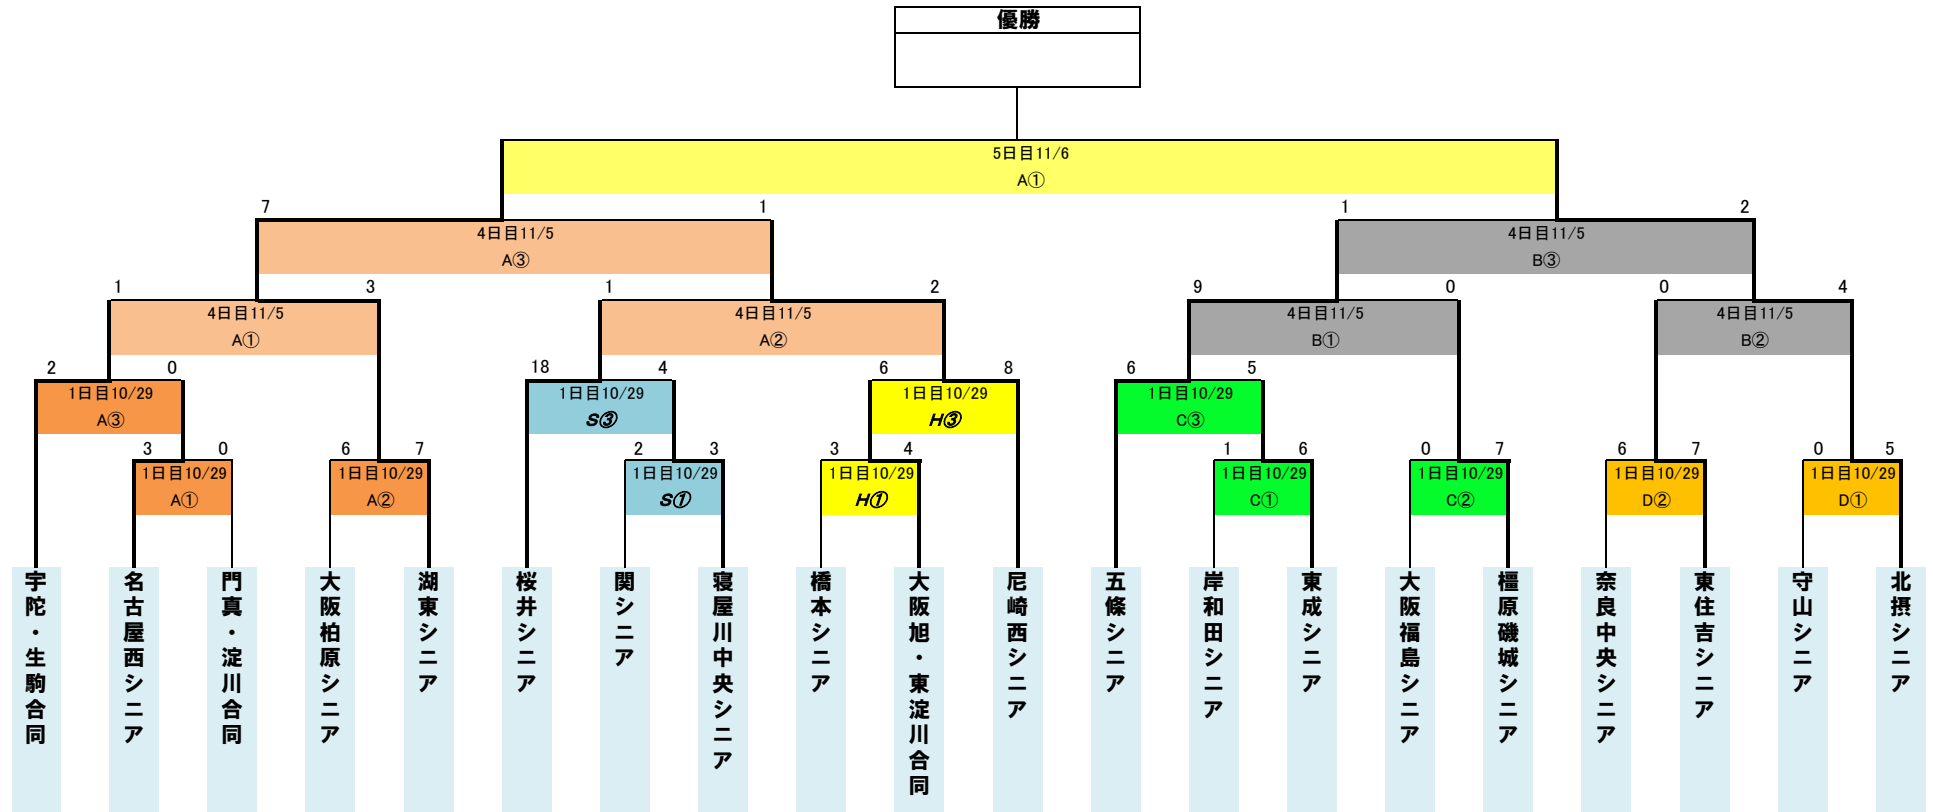 優勝
5日目11/6
A①
7 1 1 2
4日目11/5 4日目11/5
A③ B③
1 3 1 2 9 0 0 4
4日目11/5 4日目11/5 4日目11/5 4日目11/5
A① A② B① B②
2 0 18 4 6 8 6 5
1日目10/29 1日目10/29 1日目10/29 1日目10/29
A③ S③ H③ C③
3 0 6 7 2 3 3 4 1 6 0 7 6 7 0 5
1日目10/29 1日目10/29 1日目10/29 1日目10/29 1日目10/29 1日目10/29 1日目10/29 1日目10/29
A① A② S① H① C① C② D② D①
宇陀・生駒合同
名古屋西シニア
門真・淀川合同
大阪柏原シニア
湖東シニア
桜井シニア
関シニア
寝屋川中央シニア
橋本シニア
大阪旭・東淀川合同
尼崎西シニア
五條シニア
岸和田シニア
東成シニア
大阪福島シニア
橿原磯城シニア
奈良中央シニア
東住吉シニア
守山シニア
北摂シニア